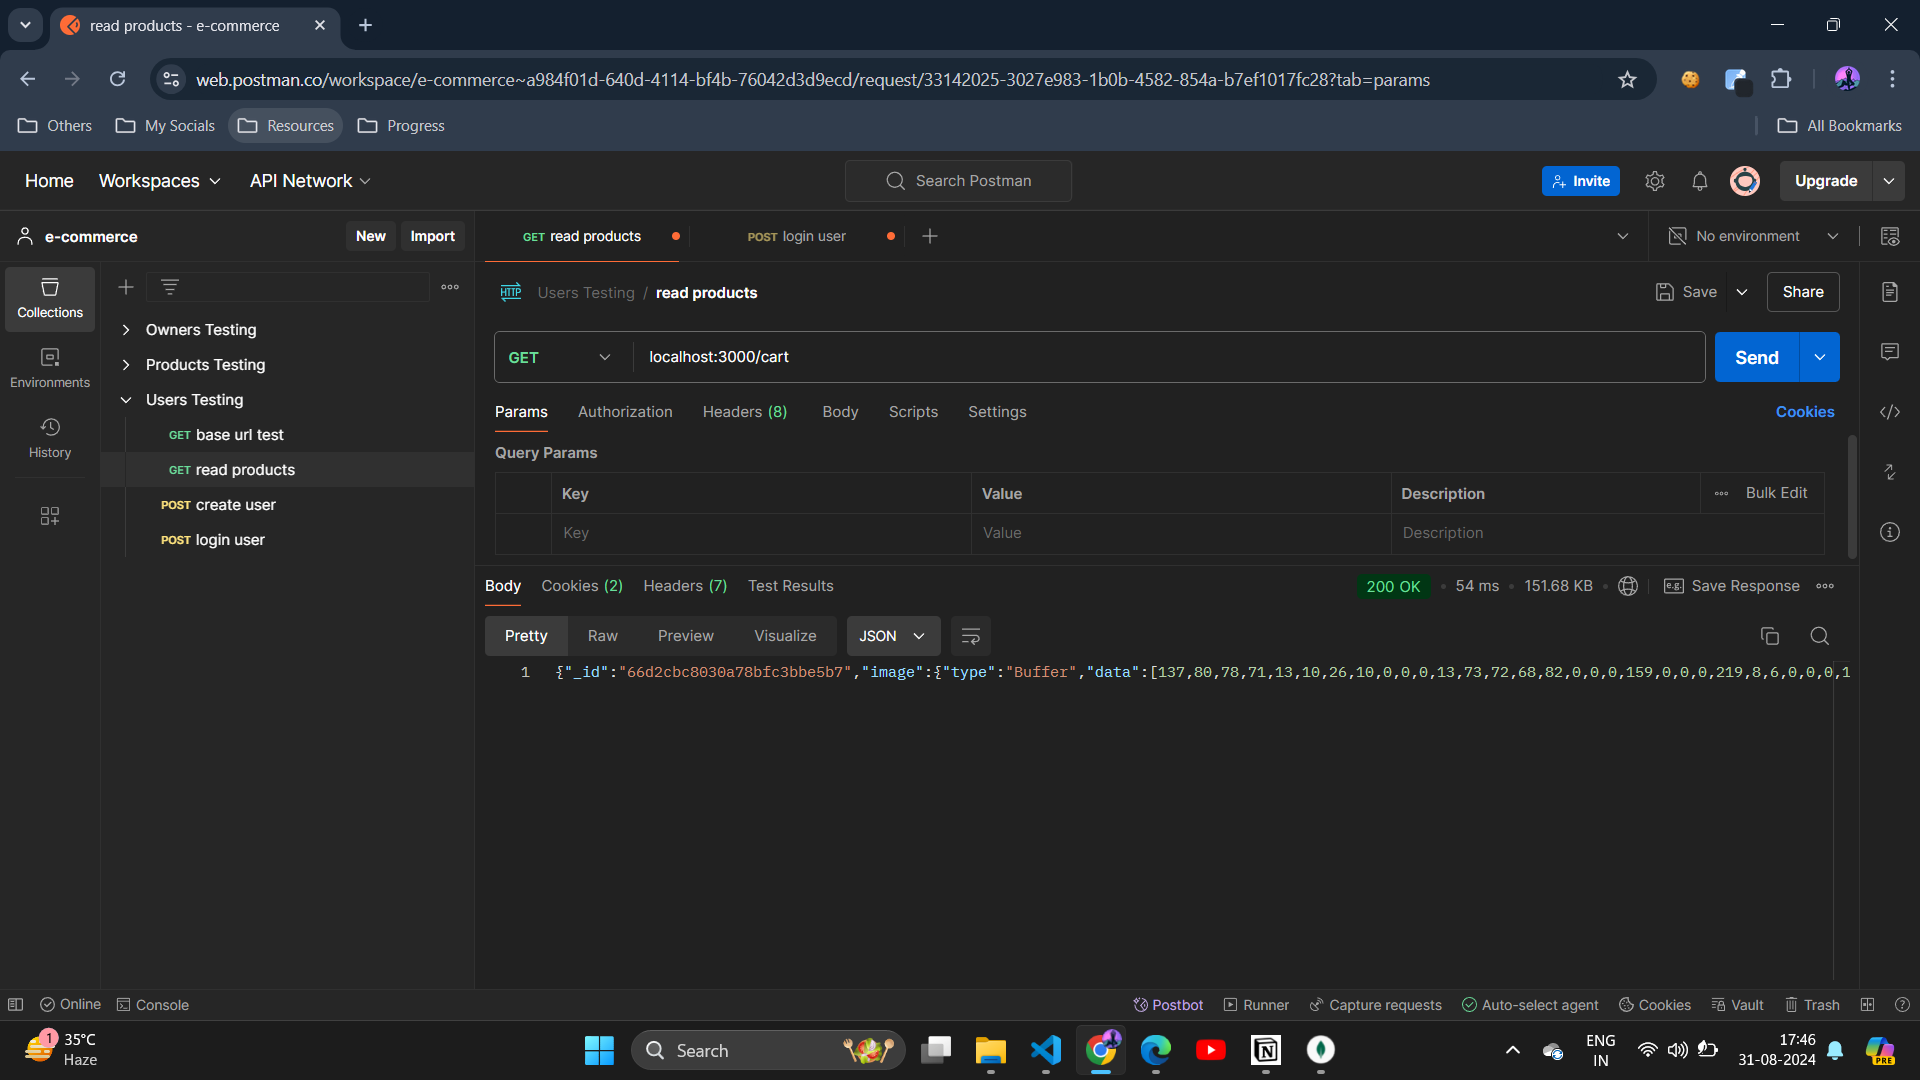 read products - e-commerce
web.postman.co/workspace/e-commerce~a984f01d-640d-4114-bf4b-76042d3d9ecd/request/33142025-3027e983-1b0b-4582-854a-b7ef1017fc28?tab=params
Others My Socials Resources Progress All Bookmarks
Home Workspaces API Network Search Postman Invite Upgrade
e-commerce New Import GET read products POST login user No environment
Collections
Environments
History
Owners Testing
Products Testing
Users Testing
GET base url test
GET read products
POST create user
POST login user
HTTP Users Testing / read products Save Share
GET localhost:3000/cart Send
Params Authorization Headers (8) Body Scripts Settings Cookies
Query Params
Key Value Description Bulk Edit
Key Value Description
Body Cookies (2) Headers (7) Test Results 200 OK 54 ms 151.68 KB e.g. Save Response
Pretty Raw Preview Visualize JSON
1 {"_id":"66d2cbc8030a78bfc3bbe5b7","image":{"type":"Buffer","data":[137,80,78,71,13,10,26,10,0,0,0,13,73,72,68,82,0,0,0,159,0,0,0,219,8,6,0,0,0,1
Online Console Postbot Runner Capture requests Auto-select agent Cookies Vault Trash
1 35°C
Haze
Search
ENG
IN
17:46
31-08-2024
PRE